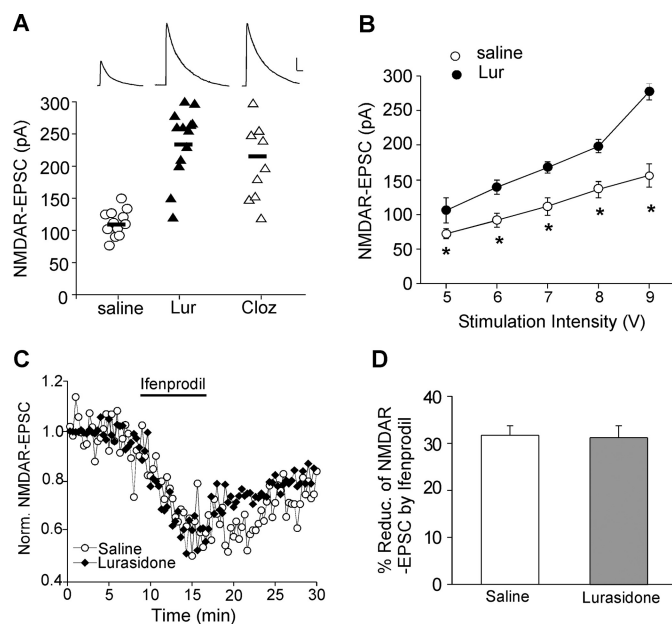 A
NMDAR-EPSC (pA)
300
250
200
150
100
50
0
saline
Lur
Cloz
B
saline
Lur
NMDAR-EPSC (pA)
300
250
200
150
100
50
0
*
*
*
*
*
5
6
7
8
9
Stimulation Intensity (V)
C
Ifenprodil
Norm. NMDAR-EPSC
1.2
1.0
0.8
0.6
0.4
Saline
Lurasidone
0
5
10
15
20
25
30
Time (min)
D
% Reduc. of NMDAR
-EPSC by Ifenprodil
40
30
20
10
0
Saline
Lurasidone